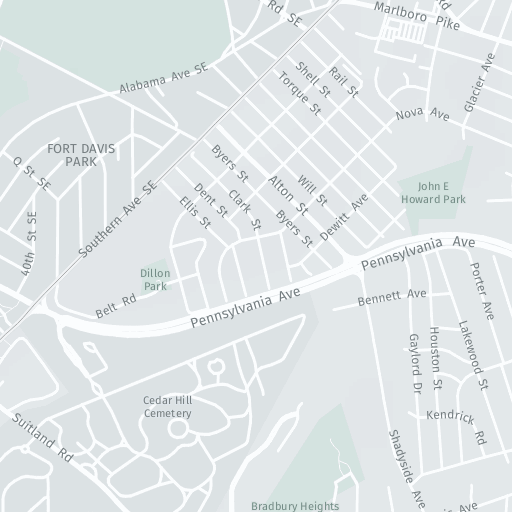 Rd SE
Marlboro Pike
Rd
Alabama Ave SE
Shell St
Rail St
Torque St
Glacier Ave
Nova Ave
FORT DAVIS
PARK
O St SE
Byers St
Alton St
Will St
John E
Howard Park
40th St SE
Southern Ave SE
Dent St
Clark St
Ellis St
Byers St
Dewitt Ave
Pennsylvania Ave
Dillon
Park
Belt Rd
Pennsylvania Ave
Bennett Ave
Porter Ave
Lakewood St
Houston St
Gaylord Dr
Cedar Hill
Cemetery
Kendrick Rd
Suitland Rd
Shadyside Ave
Bradbury Heights
Ave